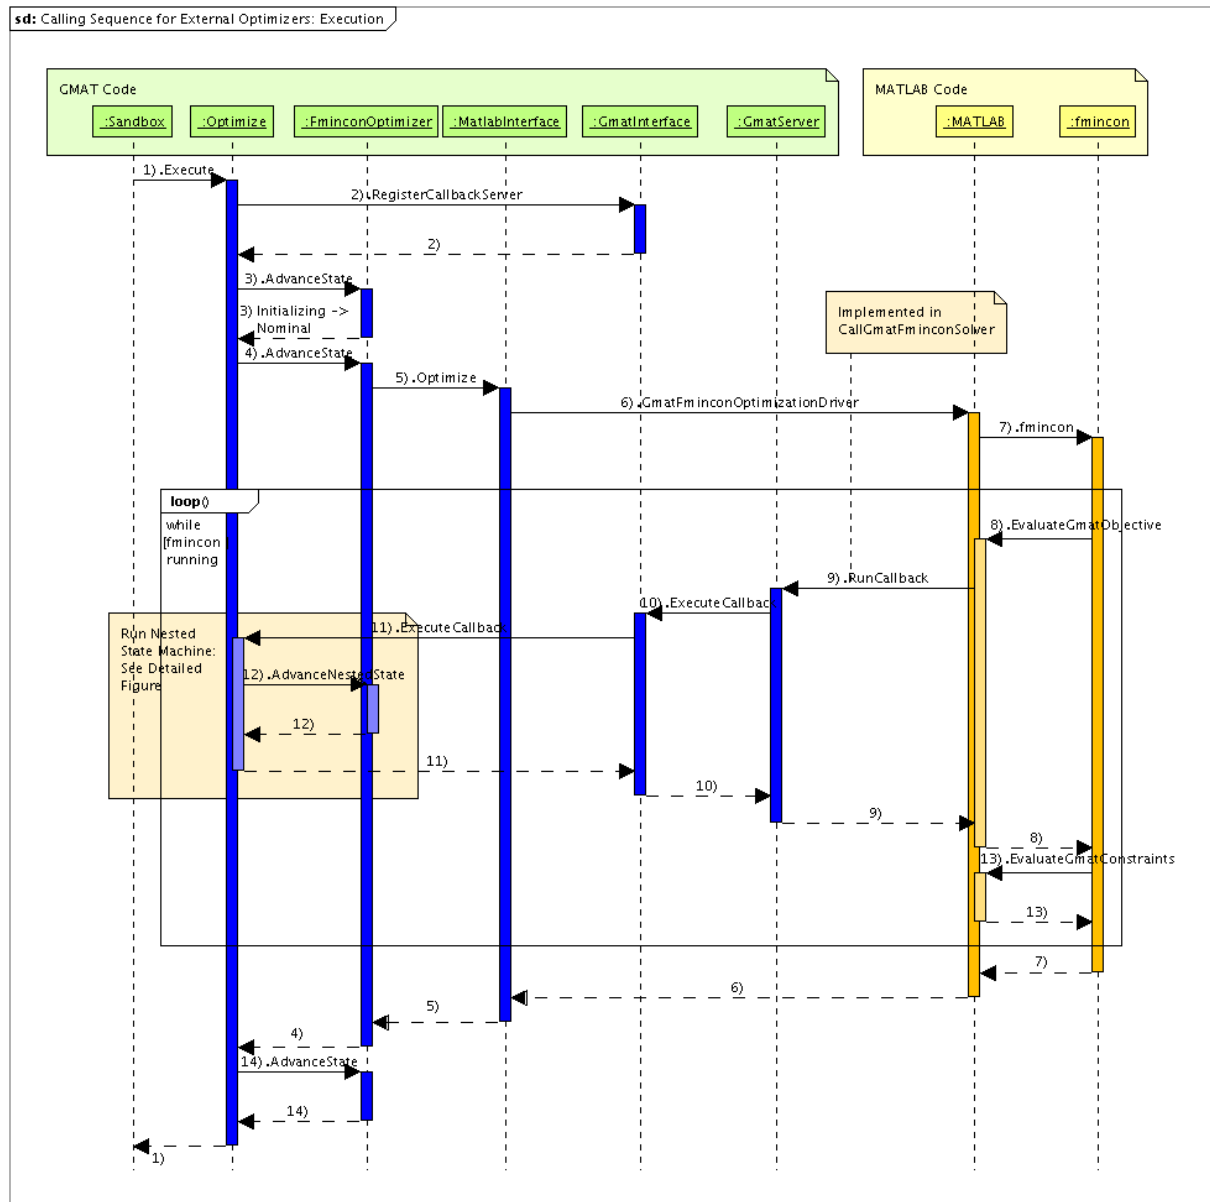 sd: Calling Sequence for External Optimizers: Execution
GMAT Code
MATLAB Code
:Sandbox
:Optimize
:FminconOptimizer
:MatlabInterface
:GmatInterface
:GmatServer
:MATLAB
:fmincon
1).Execute
2).RegisterCallbackServer
2)
3).AdvanceState
3) Initializing ->
Nominal
Implemented in
CallGmatFminconSolver
4).AdvanceState
5).Optimize
6).GmatFminconOptimizationDriver
7).fmincon
loop()
while
[fmincon ]
running
8).EvaluateGmatObjective
9).RunCallback
10).ExecuteCallback
11).ExecuteCallback
Run Nested
State Machine:
See Detailed
Figure
12).AdvanceNestedState
12)
11)
10)
9)
8)
13).EvaluateGmatConstraints
13)
7)
6)
5)
4)
14).AdvanceState
14)
1)